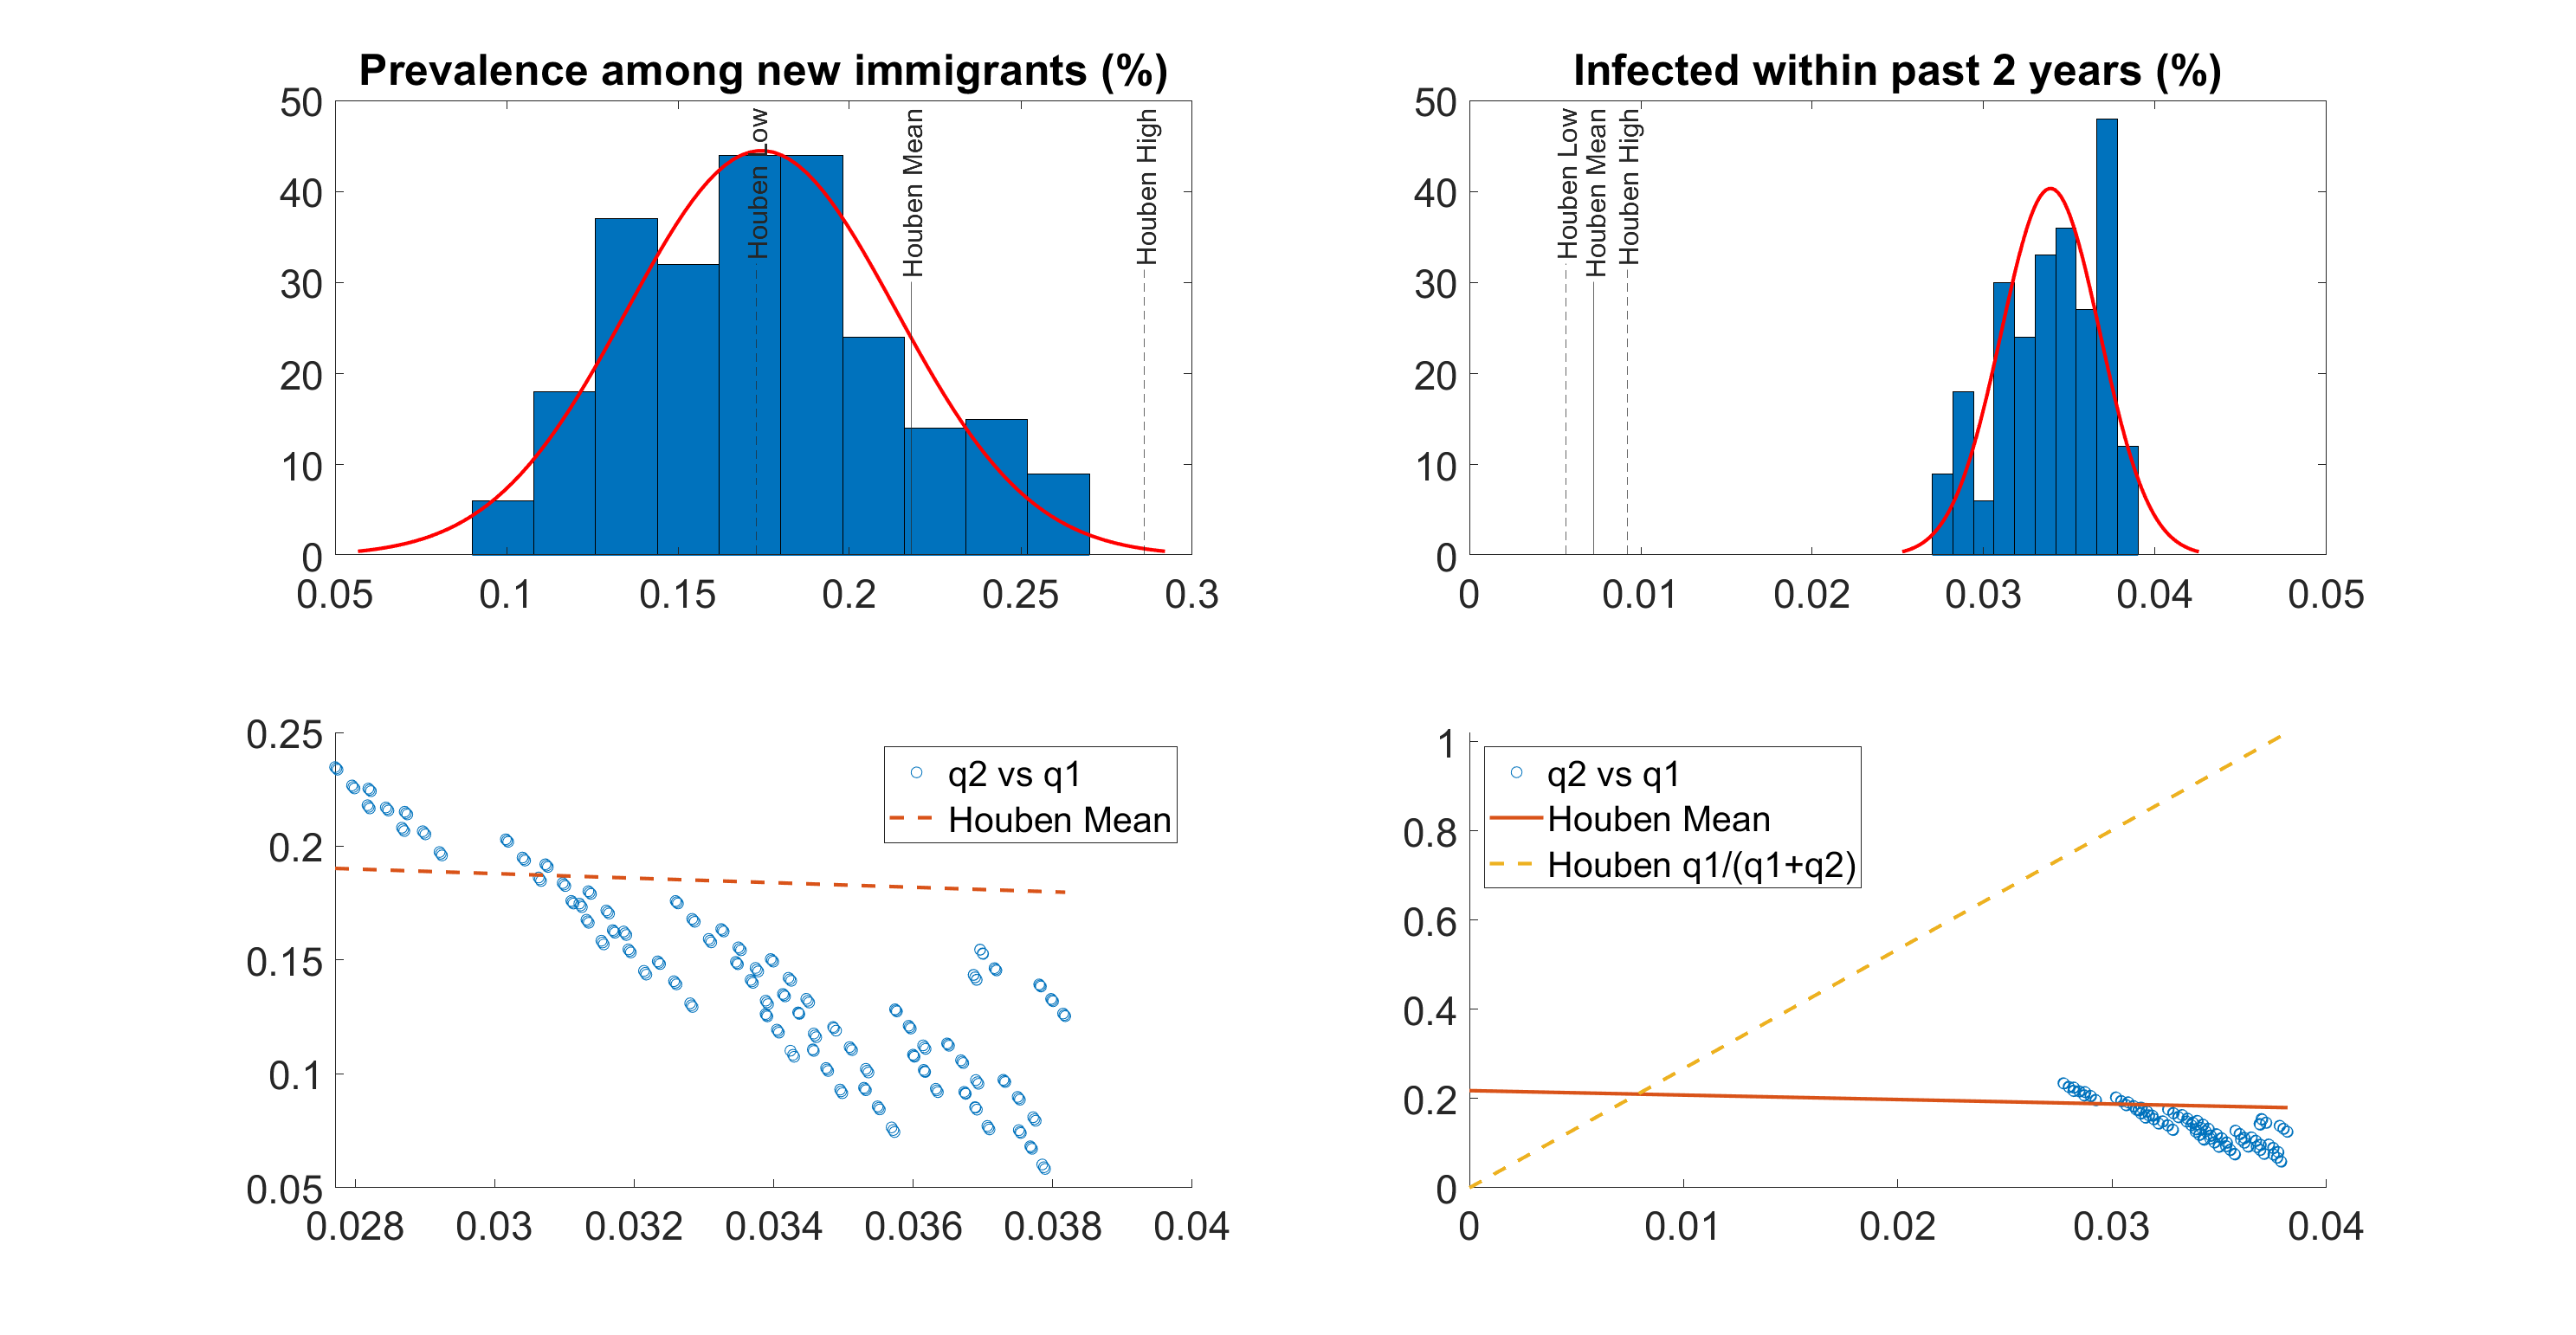 Prevalence among new immigrants (%)
50
40
30
20
10
0
Houben Low
Houben Mean
Houben High
0.05 0.1 0.15 0.2 0.25 0.3
Infected within past 2 years (%)
50
40
30
20
10
0
Houben Low
Houben Mean
Houben High
0 0.01 0.02 0.03 0.04 0.05
0.25
0.2
0.15
0.1
0.05
q2 vs q1
Houben Mean
0.028 0.03 0.032 0.034 0.036 0.038 0.04
1
0.8
0.6
0.4
0.2
0
q2 vs q1
Houben Mean
Houben q1/(q1+q2)
0 0.01 0.02 0.03 0.04